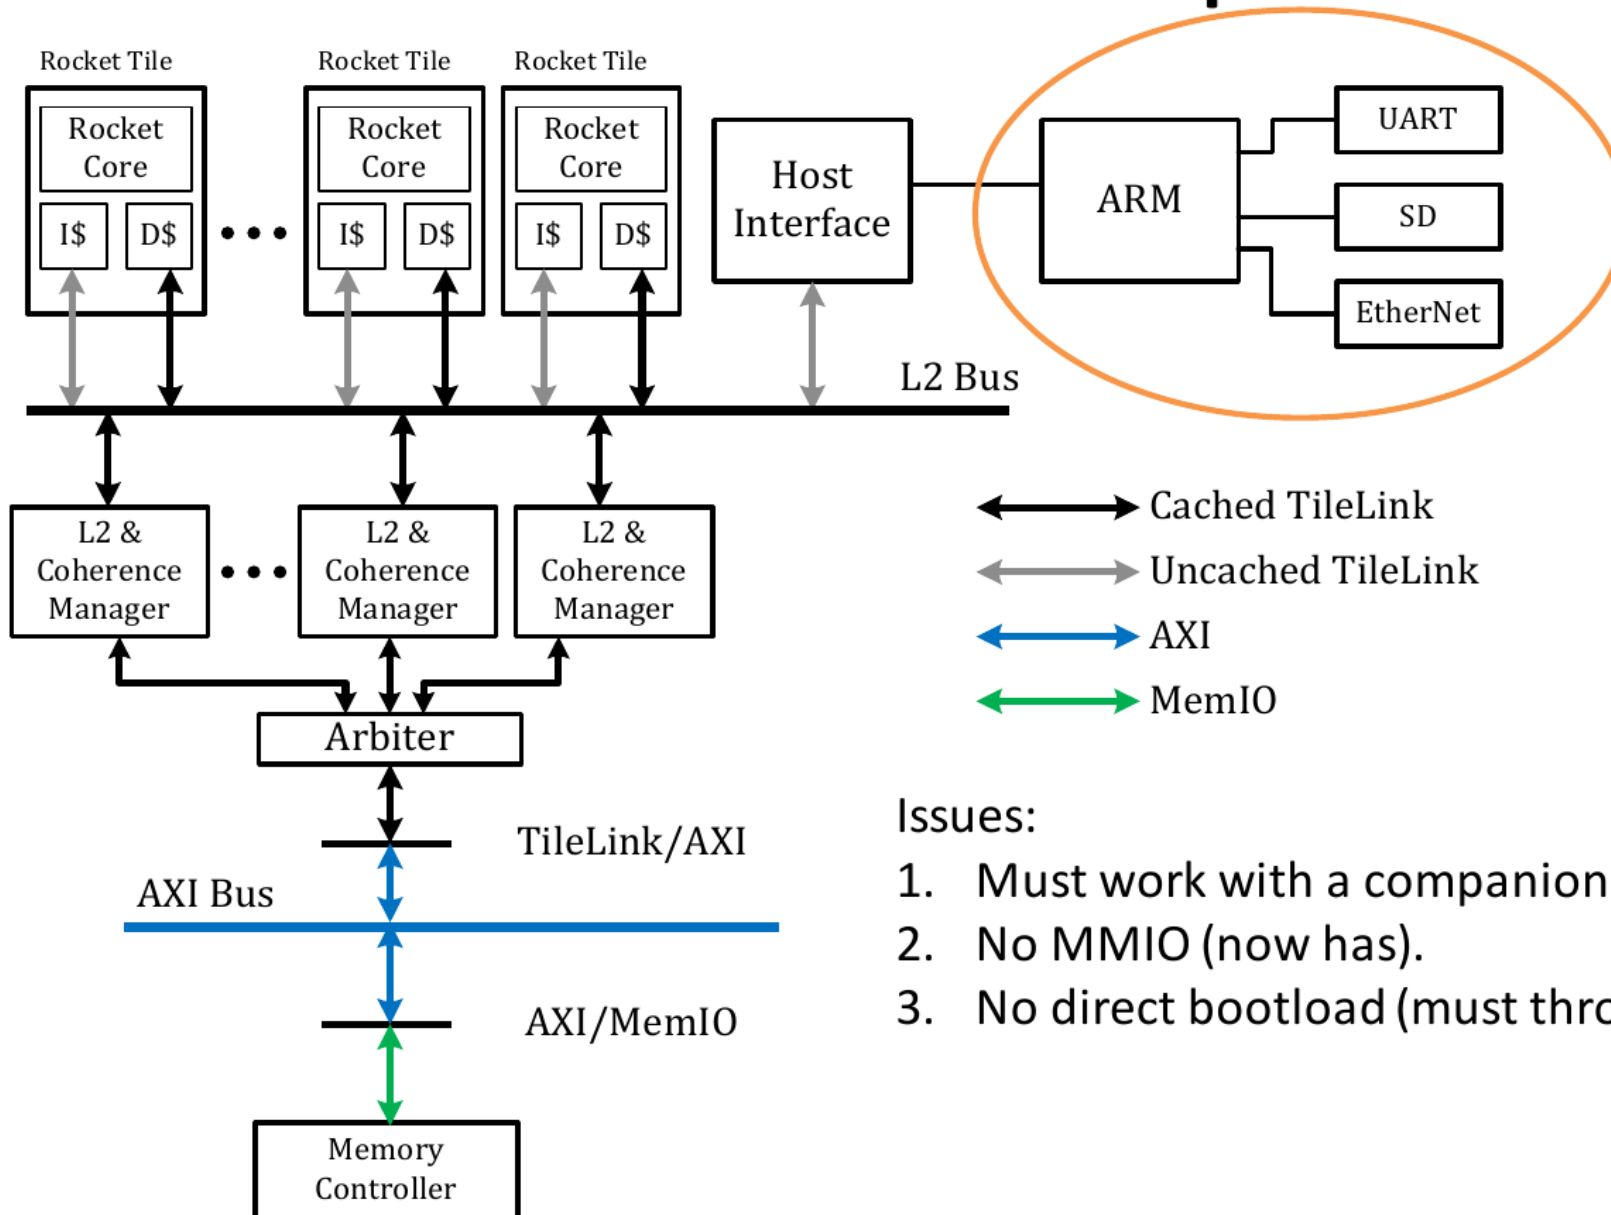 Rocket Tile
Rocket Tile
Rocket Tile
Rocket
Core
I$
D$
Rocket
Core
I$
D$
Rocket
Core
I$
D$
Host
Interface
ARM
UART
SD
EtherNet
L2 Bus
L2 &
Coherence
Manager
L2 &
Coherence
Manager
L2 &
Coherence
Manager
Arbiter
TileLink/AXI
AXI Bus
AXI/MemIO
Memory
Controller
Cached TileLink
Uncached TileLink
AXI
MemIO
Issues:
1. Must work with a companion
2. No MMIO (now has).
3. No direct bootload (must